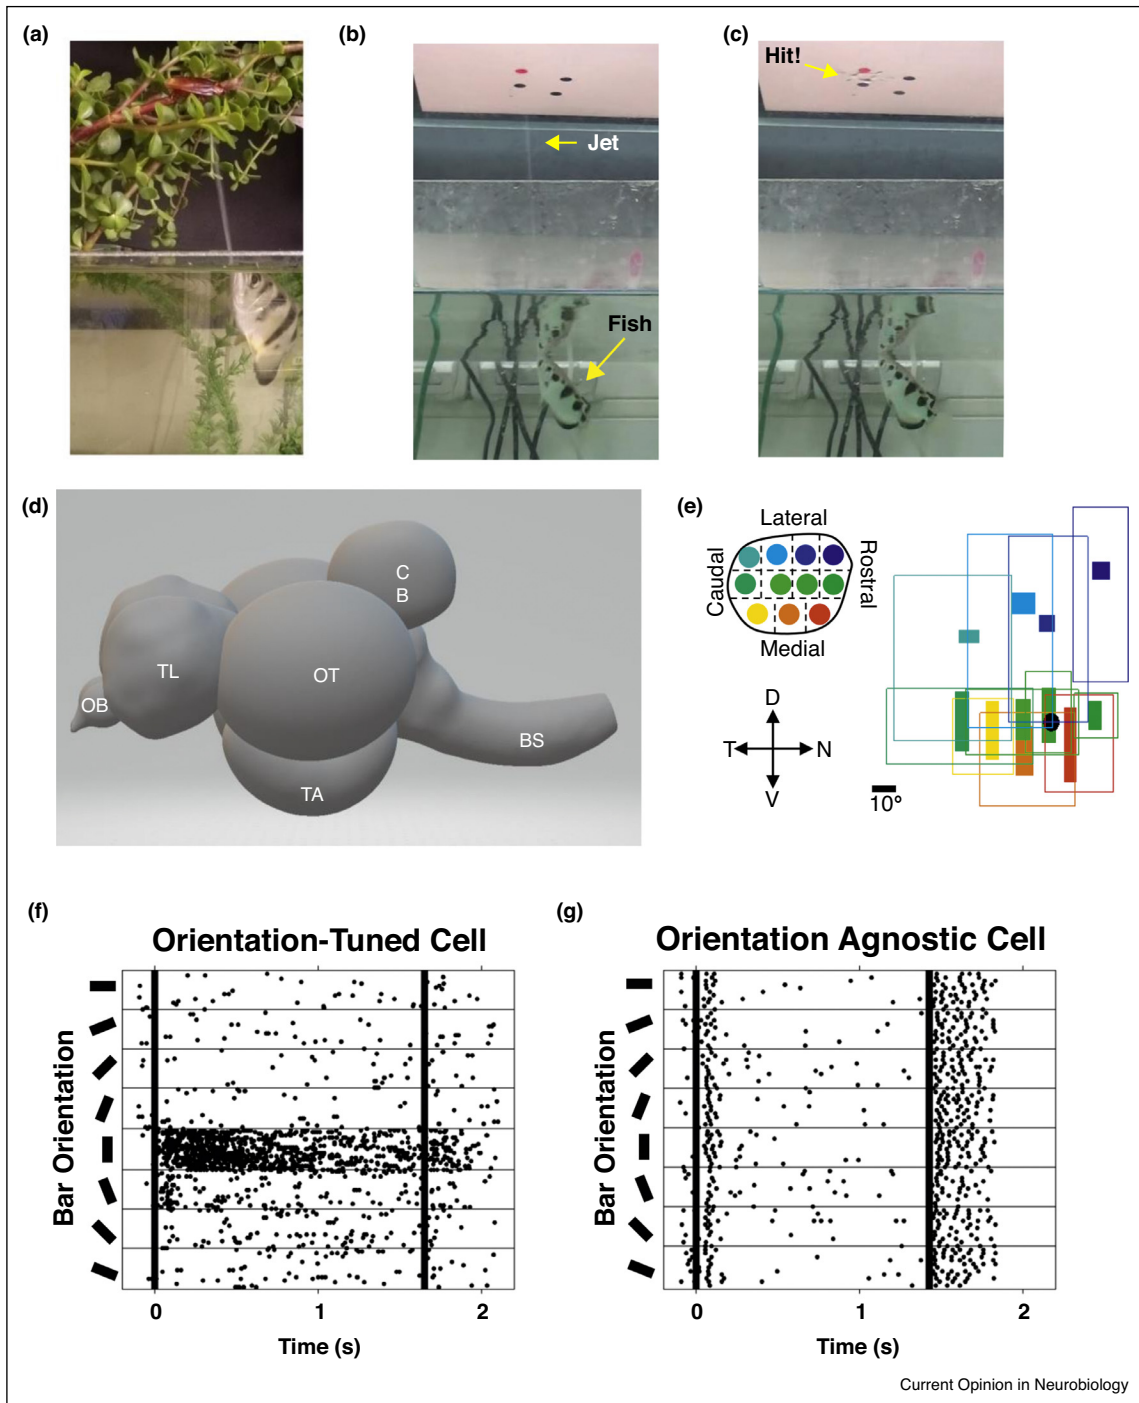 (a)
(b)
(c)
Hit!
Jet
Fish
(d)
C
B
TL
OT
OB
BS
TA
(e)
Lateral
Caudal
Rostral
Medial
D
T
N
V
10°
(f)
Orientation-Tuned Cell
Bar Orientation
0
1
2
Time (s)
(g)
Orientation Agnostic Cell
Bar Orientation
0
1
2
Time (s)
Current Opinion in Neurobiology